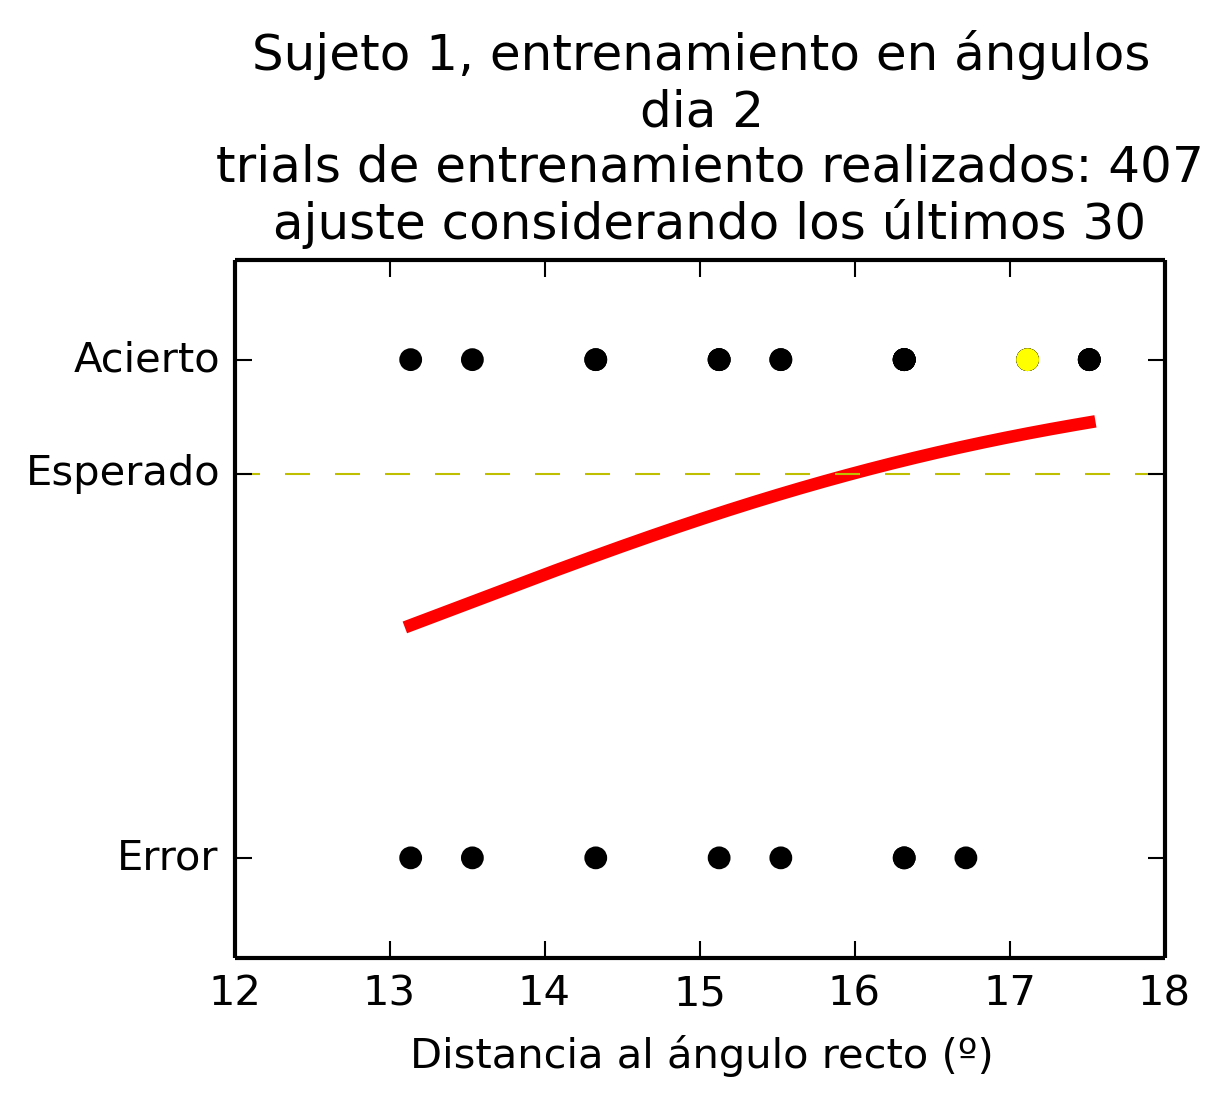 Sujeto 1, entrenamiento en ángulos
dia 2
trials de entrenamiento realizados: 407
ajuste considerando los últimos 30
Acierto
Esperado
Error
12 13 14 15 16 17 18
Distancia al ángulo recto (º)